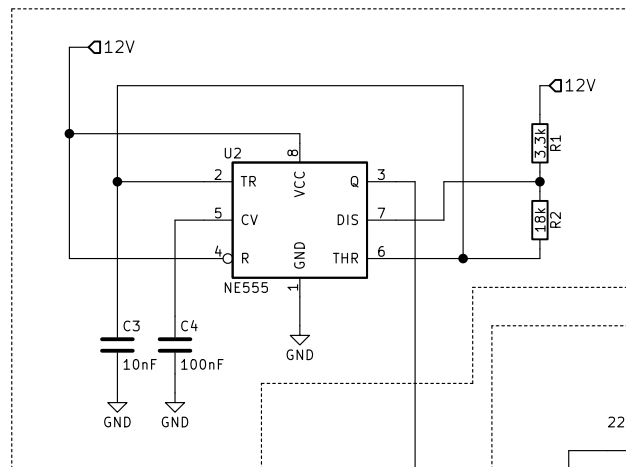 12V
12V
3.3k
R1
U2
8
VCC
2
TR
Q
3
5
CV
DIS
7
18k
R2
4
R
GND
THR
6
NE555
1
GND
C3
10nF
C4
100nF
GND
GND
22